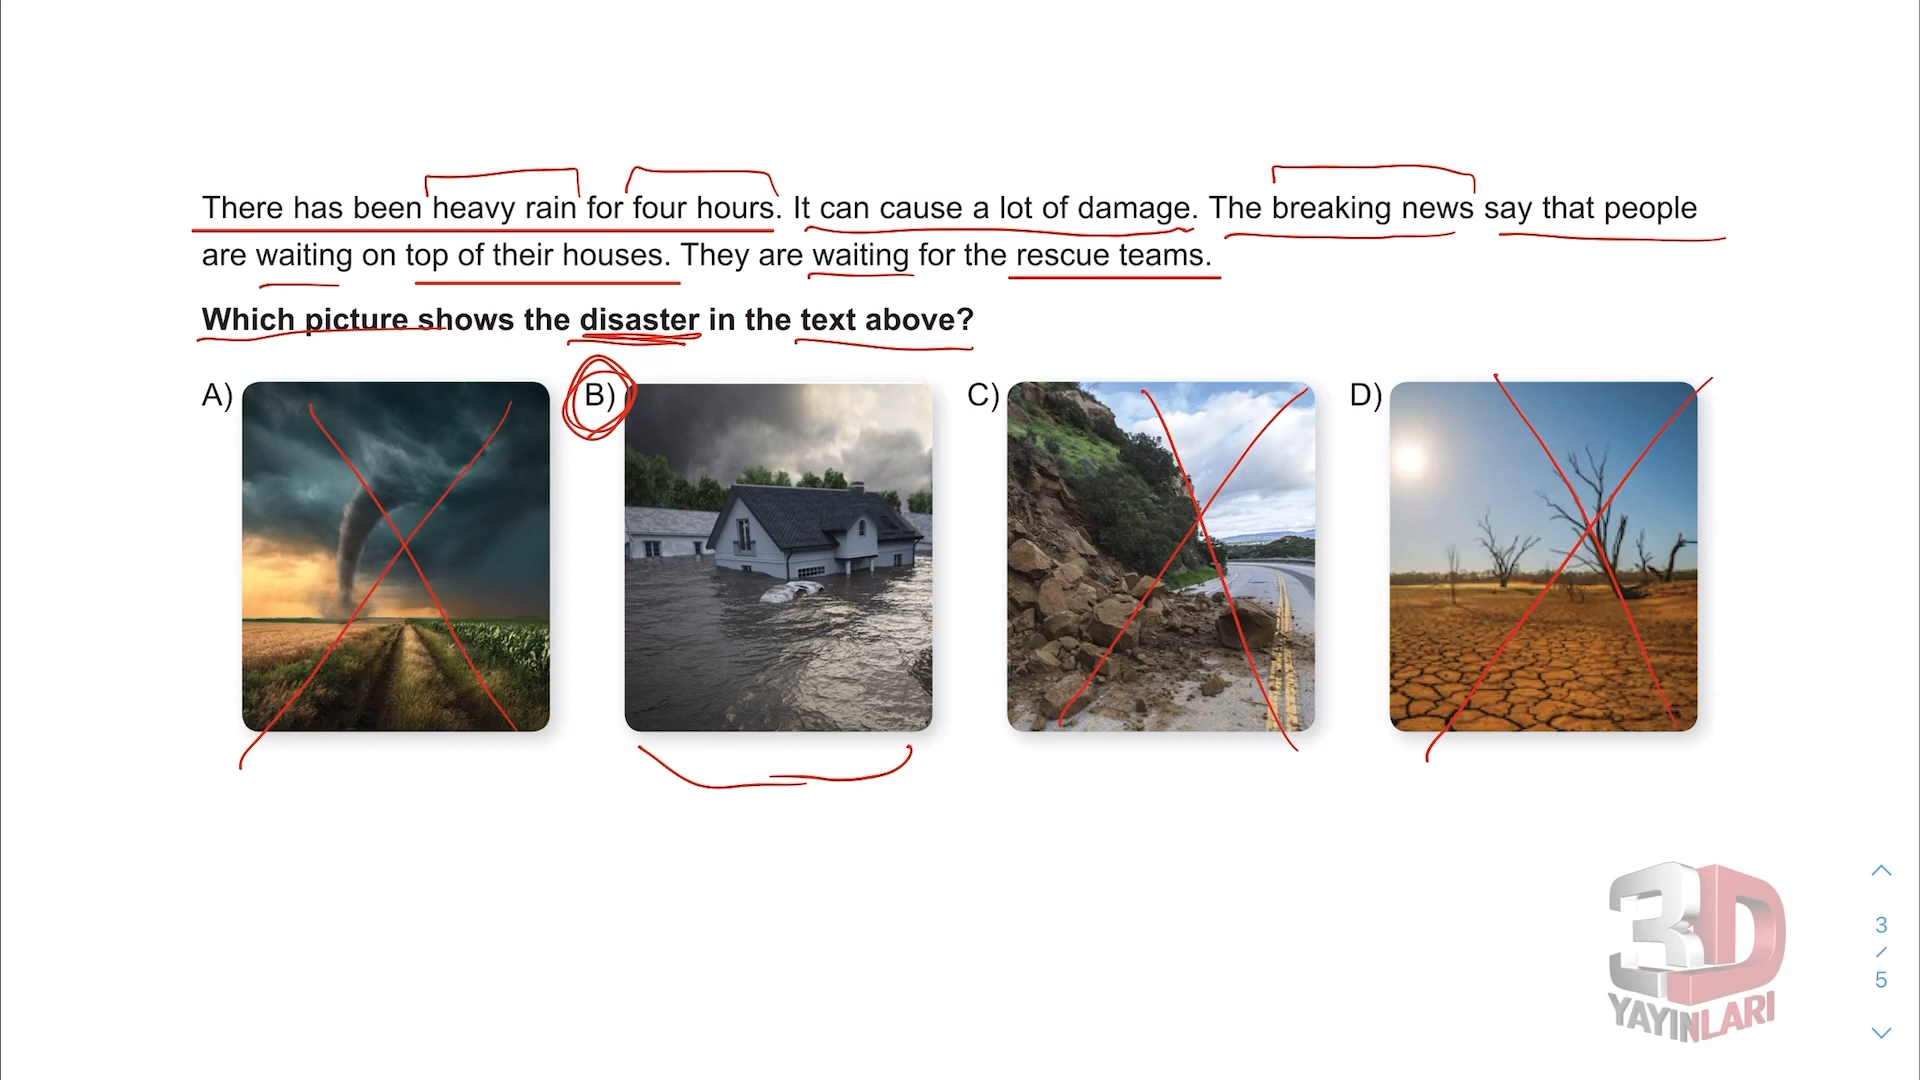 There has been heavy rain for four hours. It can cause a lot of damage. The breaking news say that people
are waiting on top of their houses. They are waiting for the rescue teams.
Which picture shows the disaster in the text above?
A)
B)
C)
D)
3D
YAYINLARI
3
/
5